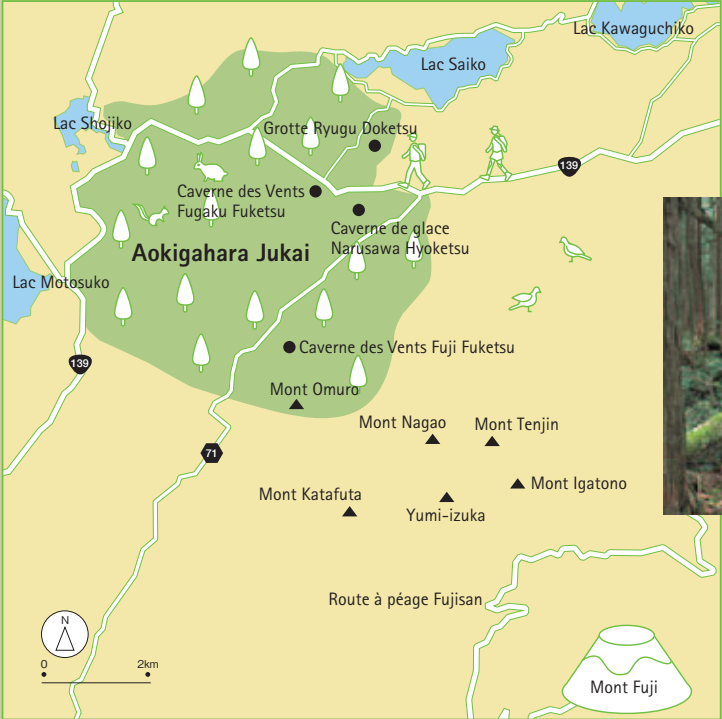 Lac Kawaguchiko
Lac Saiko
Lac Shojiko
Grotte Ryugu Doketsu
139
Caverne des Vents
Fugaku Fuketsu
Caverne de glace
Narusawa Hyoketsu
Aokigahara Jukai
Lac Motosuko
Caverne des Vents Fuji Fuketsu
139
Mont Omuro
Mont Nagao
Mont Tenjin
71
Mont Igatono
Mont Katafuta
Yumi-izuka
Route à péage Fujisan
N
0
2km
Mont Fuji